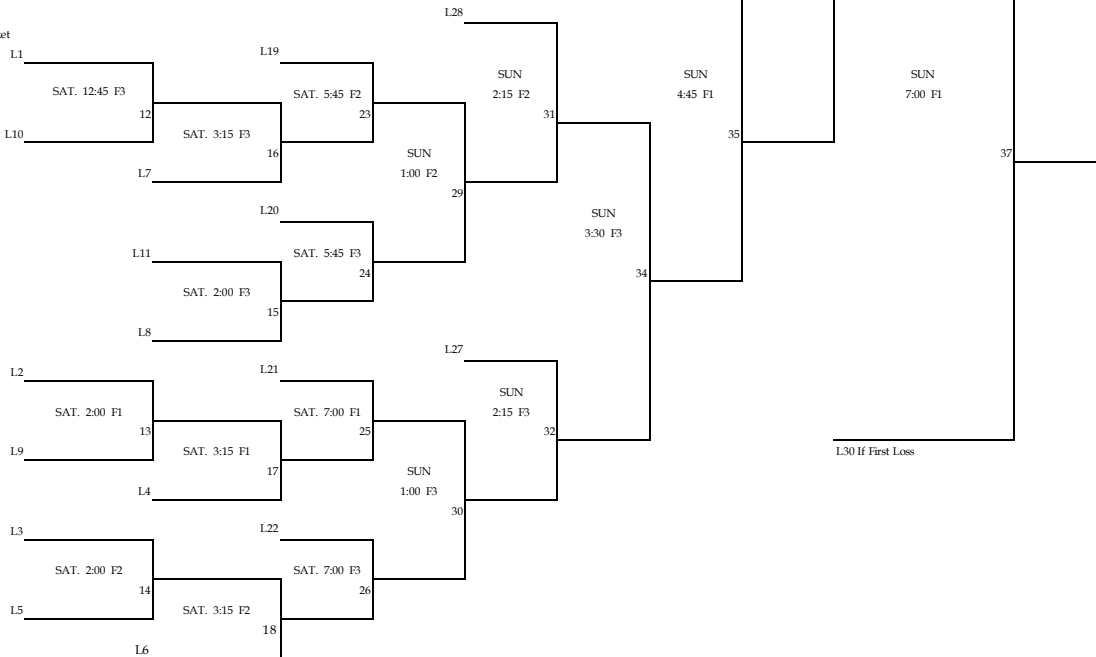 L28
ket
L1
L19
SUN
SUN
SUN
SAT. 12:45 F3
SAT. 5:45 F2
2:15 F2
4:45 F1
7:00 F1
12
23
31
L10
SAT. 3:15 F3
35
16
SUN
37
L7
1:00 F2
29
L20
SUN
3:30 F3
L11
SAT. 5:45 F3
24
34
SAT. 2:00 F3
15
L8
L27
L2
L21
SUN
SAT. 2:00 F1
SAT. 7:00 F1
2:15 F3
13
25
32
L9
SAT. 3:15 F1
L30 If First Loss
17
SUN
L4
1:00 F3
30
L3
L22
SAT. 2:00 F2
SAT. 7:00 F3
14
26
L5
SAT. 3:15 F2
18
L6